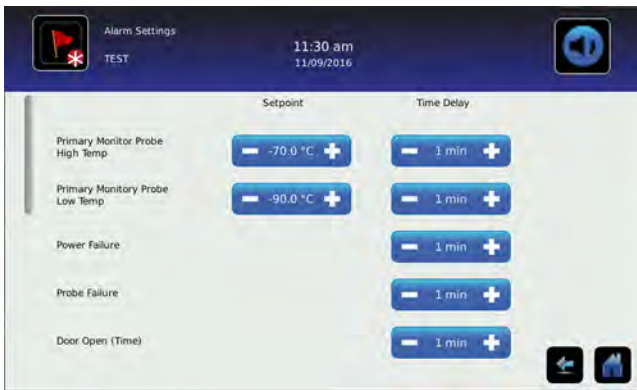 Alarm Settings
TEST
11:30 am
11/09/2016
Setpoint
Time Delay
Primary Monitor Probe
High Temp
-70.0 °C
1 min
Primary Monitory Probe
Low Temp
-90.0 °C
1 min
Power Failure
1 min
Probe Failure
1 min
Door Open (Time)
1 min